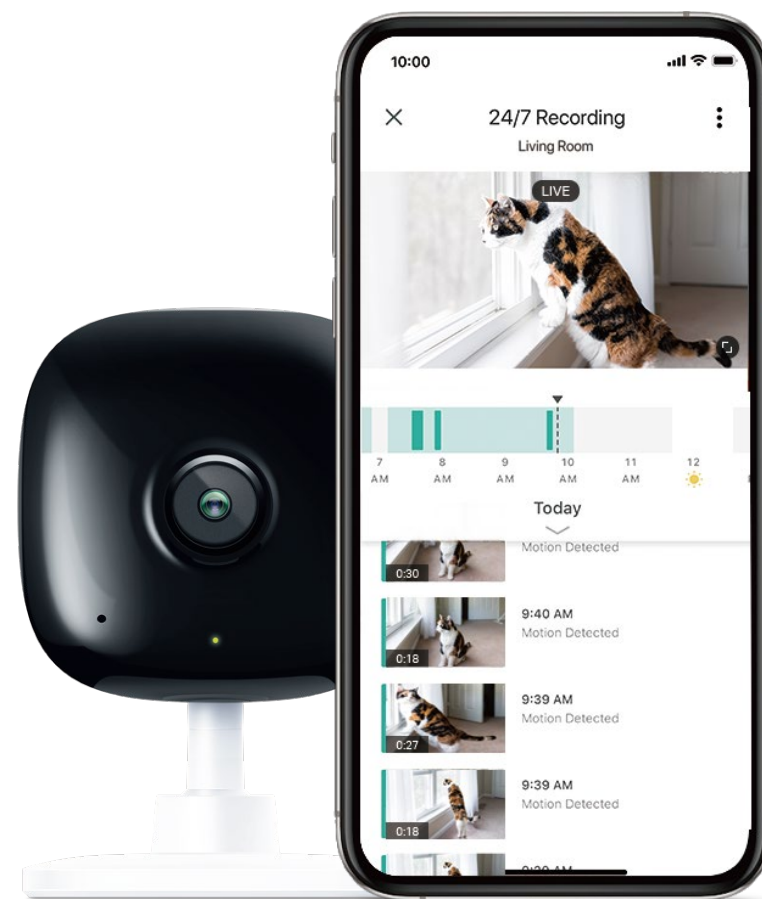 10:00
24/7 Recording
Living Room
LIVE
7 8 9 10 11 12
AM AM AM AM AM
Today
Motion Detected
0:30
9:40 AM
Motion Detected
0:18
9:39 AM
Motion Detected
0:27
9:39 AM
Motion Detected
0:18